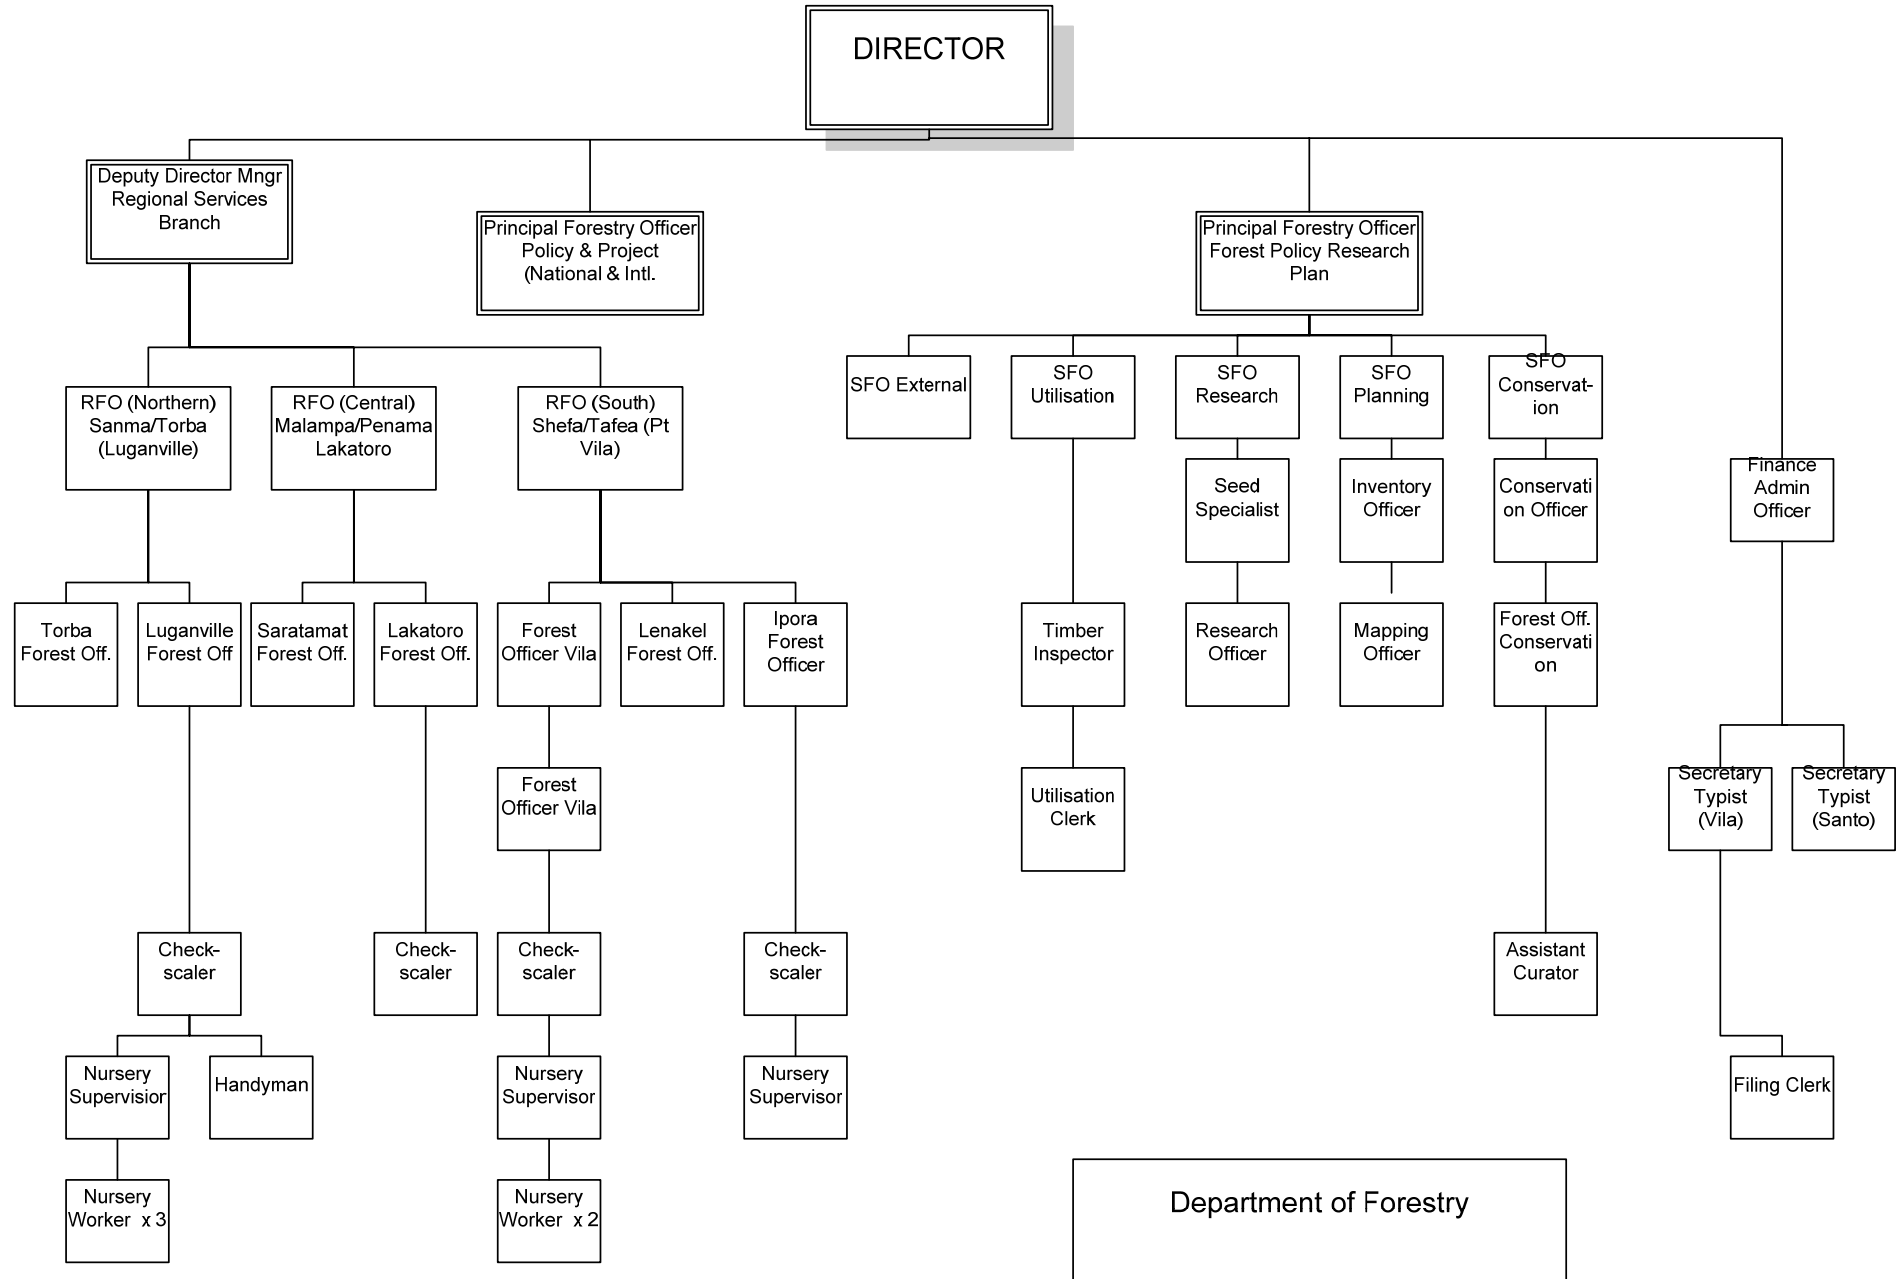 DIRECTOR
Deputy Director Mngr
Regional Services
Branch
Principal Forestry Officer
Policy & Project
(National & Intl.
Principal Forestry Officer
Forest Policy Research
Plan
SFO External
SFO
Utilisation
SFO
Research
SFO
Planning
SFO
Conservat-
ion
RFO (Northern)
Sanma/Torba
(Luganville)
RFO (Central)
Malampa/Penama
Lakatoro
RFO (South)
Shefa/Tafea (Pt
Vila)
Seed
Specialist
Inventory
Officer
Conservati
on Officer
Finance
Admin
Officer
Torba
Forest Off.
Luganville
Forest Off
Saratamat
Forest Off.
Lakatoro
Forest Off.
Forest
Officer Vila
Lenakel
Forest Off.
Ipora
Forest
Officer
Timber
Inspector
Research
Officer
Mapping
Officer
Forest Off.
Conservati
on
Forest
Officer Vila
Utilisation
Clerk
Secretary
Typist
(Vila)
Secretary
Typist
(Santo)
Check-
scaler
Check-
scaler
Check-
scaler
Check-
scaler
Assistant
Curator
Nursery
Supervisior
Handyman
Nursery
Supervisor
Nursery
Supervisor
Filing Clerk
Nursery
Worker x 3
Nursery
Worker x 2
Department of Forestry